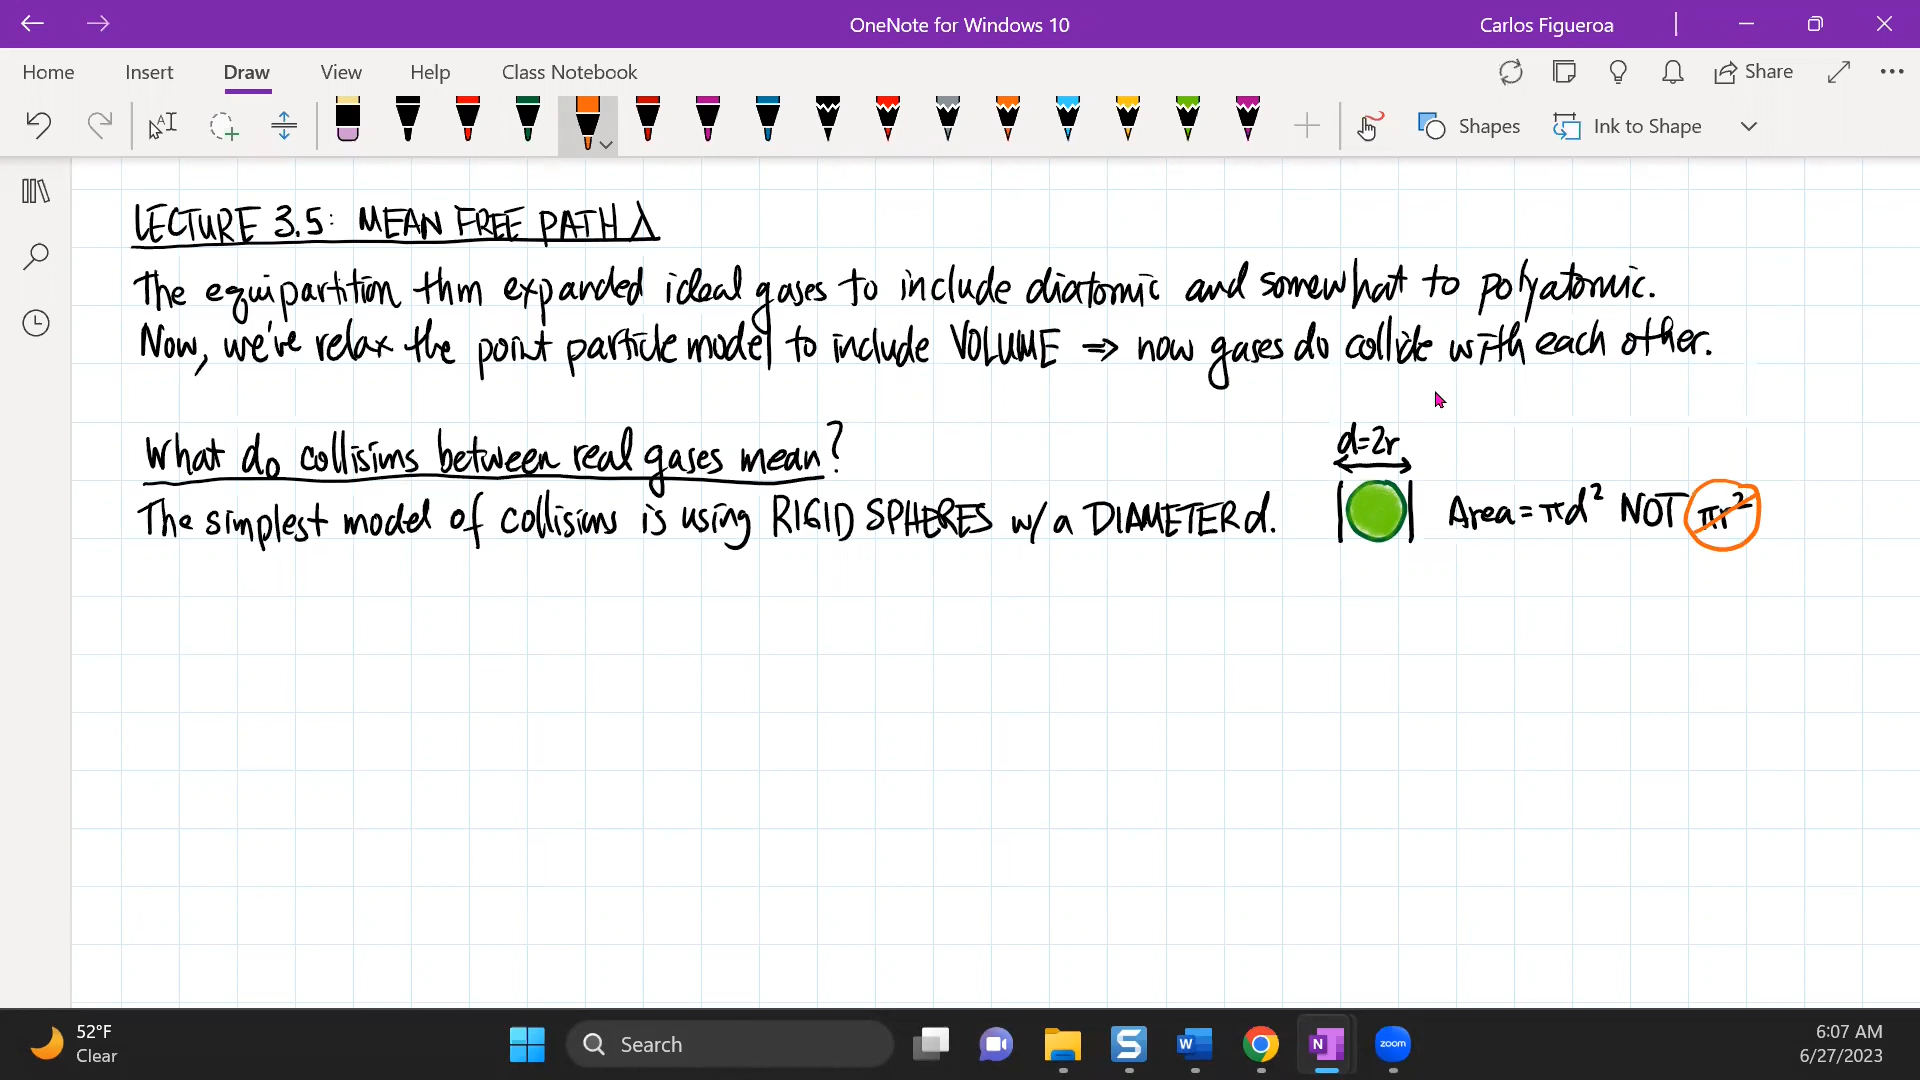 OneNote for Windows 10
Carlos Figueroa
Home Insert Draw View Help Class Notebook Share
Shapes Ink to Shape
LECTURE 3.5: MEAN FREE PATH λ
The equipartition thm expanded ideal gases to include diatomic and somewhat to polyatomic.
Now, we've relax the point particle model to include VOLUME ⇒ now gases do collide with each other.
What do collisions between real gases mean?
d=2r
The simplest model of collisions is using RIGID SPHERES w/ a DIAMETER d.
Area = πd² NOT πr²
52°F
Clear
Search
W
N
zoom
6:07 AM
6/27/2023